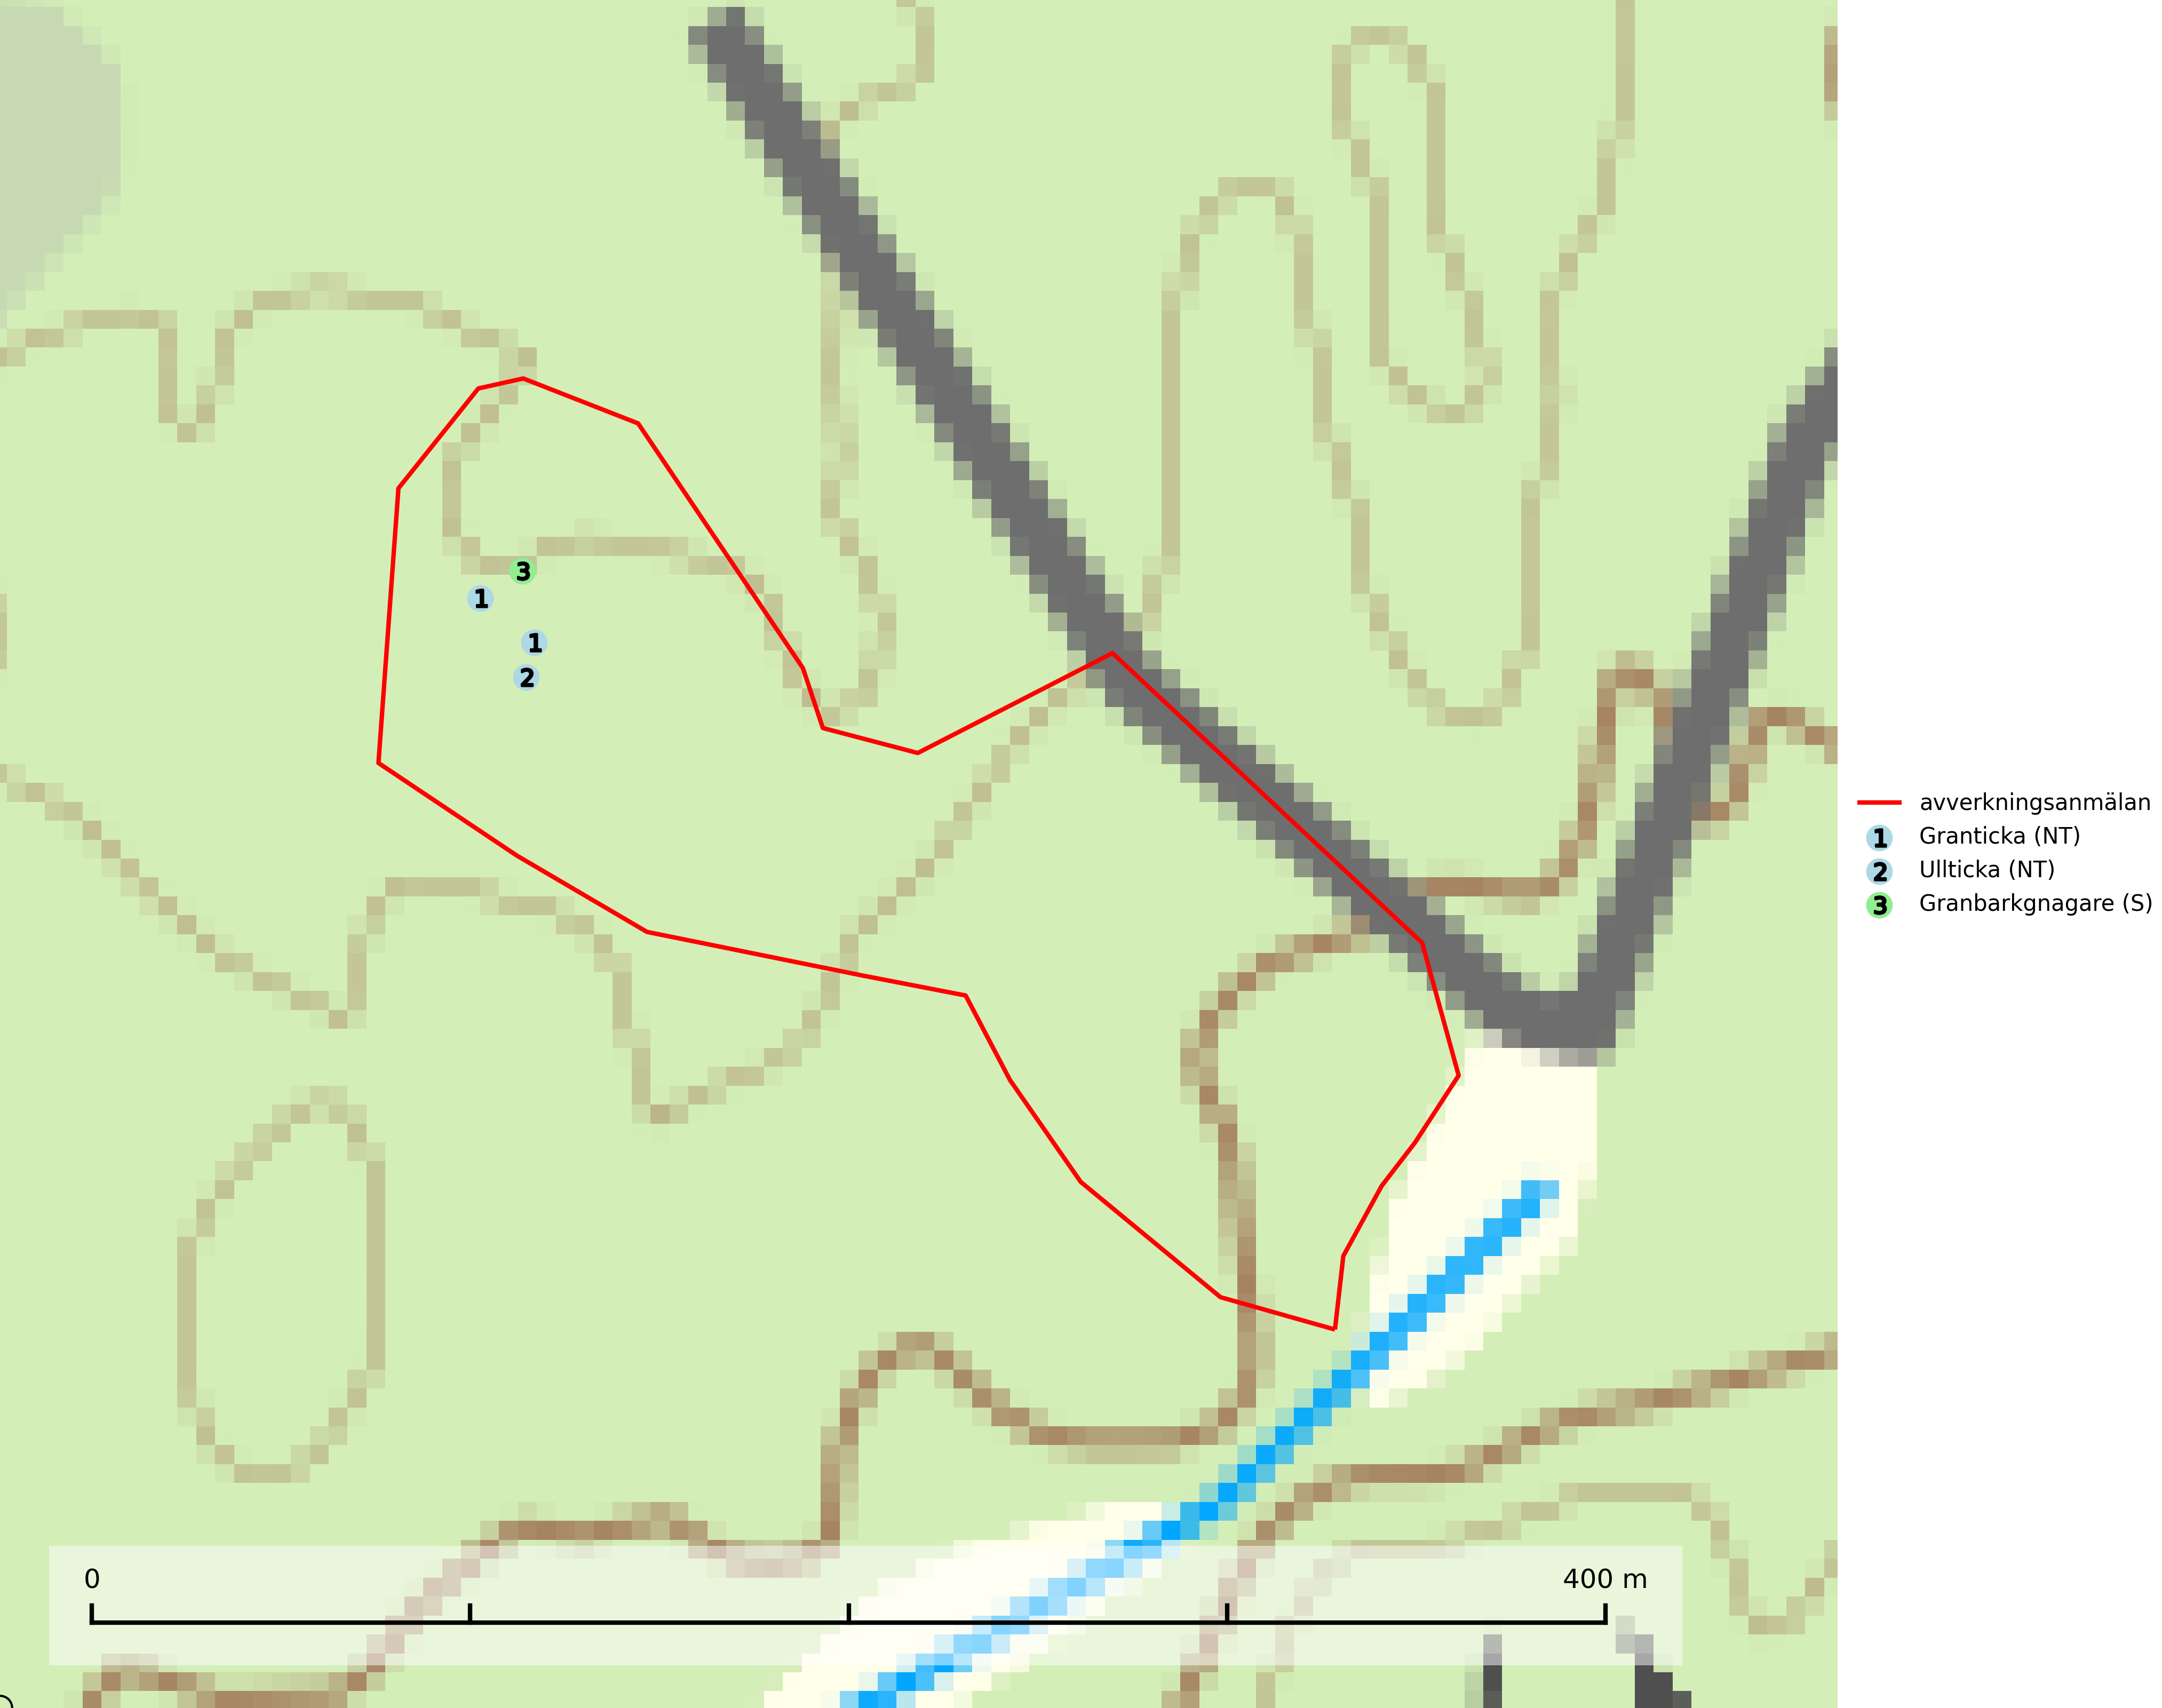 3
1
1
2
avverkningsanmälan
1 Granticka (NT)
2 Ullticka (NT)
3 Granbarkgnagare (S)
0 400 m